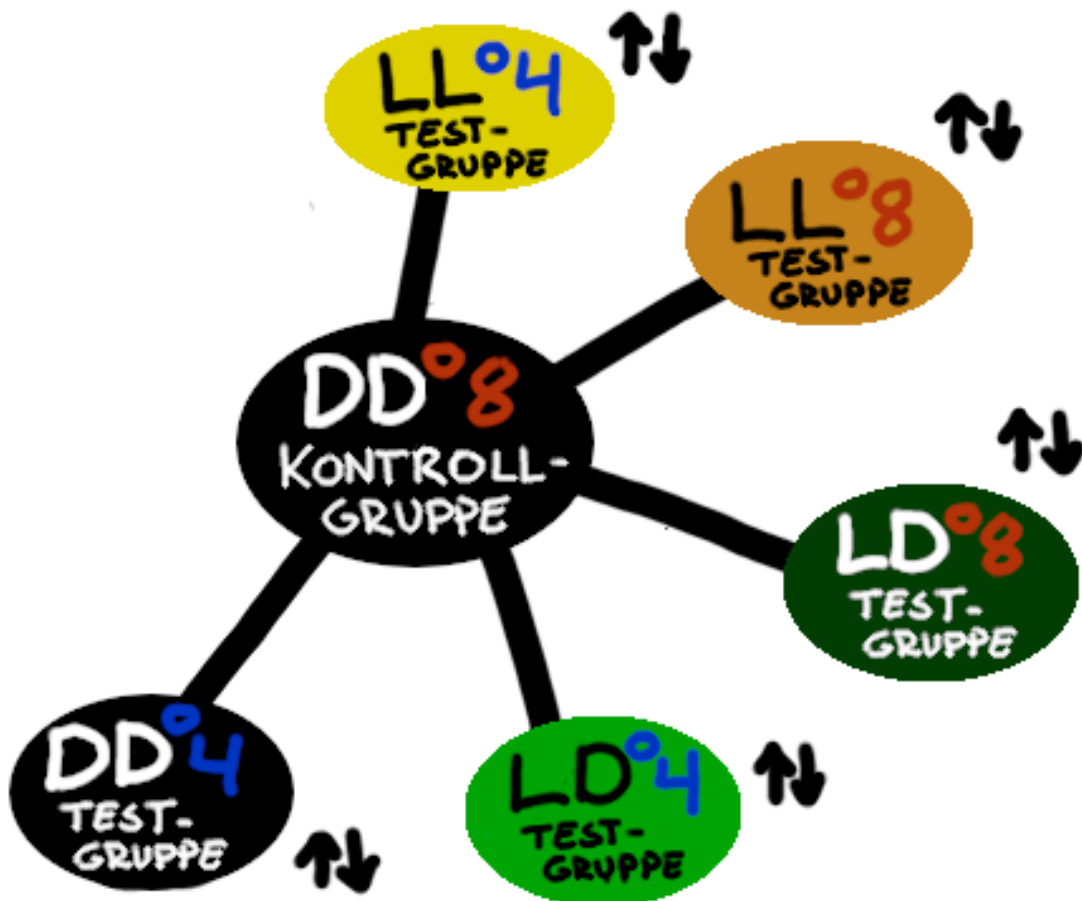 LL°4
TEST-
GRUPPE
LL°8
TEST-
GRUPPE
DD°8
KONTROLL-
GRUPPE
LD°8
TEST-
GRUPPE
DD°4
TEST-
GRUPPE
LD°4
TEST-
GRUPPE